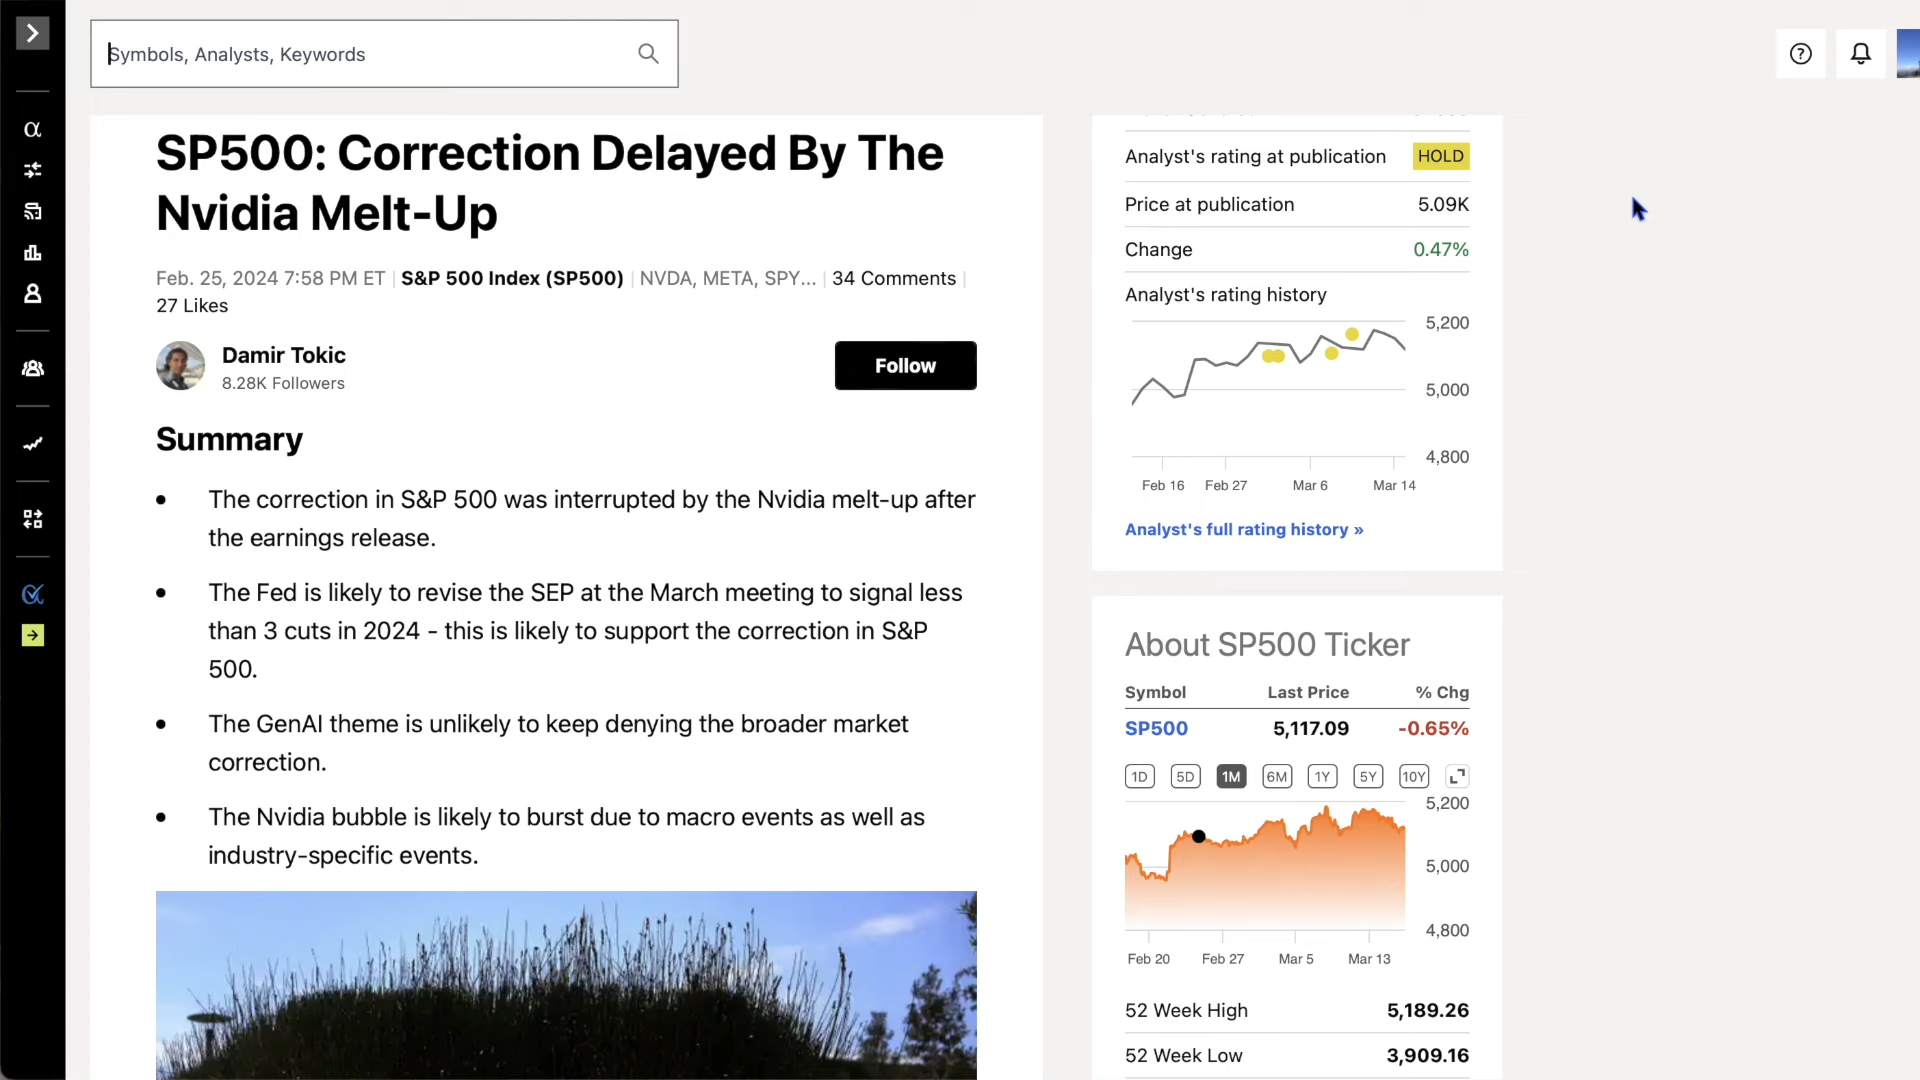 Symbols, Analysts, Keywords
SP500: Correction Delayed By The
Nvidia Melt-Up
Feb. 25, 2024 7:58 PM ET | S&P 500 Index (SP500) | NVDA, META, SPY... | 34 Comments |
27 Likes
Damir Tokic
8.28K Followers
Follow
Summary
• The correction in S&P 500 was interrupted by the Nvidia melt-up after
the earnings release.
• The Fed is likely to revise the SEP at the March meeting to signal less
than 3 cuts in 2024 - this is likely to support the correction in S&P
500.
• The GenAI theme is unlikely to keep denying the broader market
correction.
• The Nvidia bubble is likely to burst due to macro events as well as
industry-specific events.
Analyst's rating at publication HOLD
Price at publication 5.09K
Change 0.47%
Analyst's rating history
5,200
5,000
4,800
Feb 16 Feb 27 Mar 6 Mar 14
Analyst's full rating history »
About SP500 Ticker
Symbol Last Price % Chg
SP500 5,117.09 -0.65%
1D 5D 1M 6M 1Y 5Y 10Y
5,200
5,000
4,800
Feb 20 Feb 27 Mar 5 Mar 13
52 Week High 5,189.26
52 Week Low 3,909.16